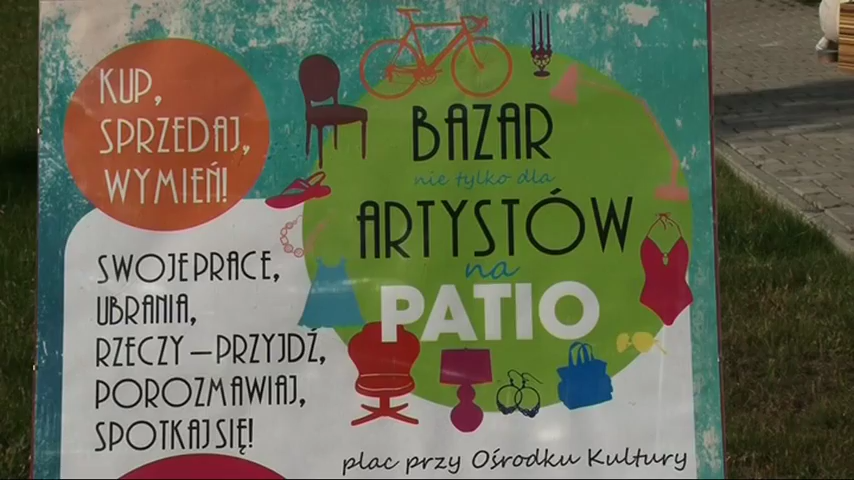 KUP,
SPRZEDAJ,
WYMIEŃ!
SWOJE PRACE,
UBRANIA,
RZECZY – PRZYJDŹ,
POROZMAWIAJ,
SPOTKAJ SIĘ!
BAZAR
nie tylko dla
ARTYSTÓW
na
PATIO
plac przy Ośrodku Kultury